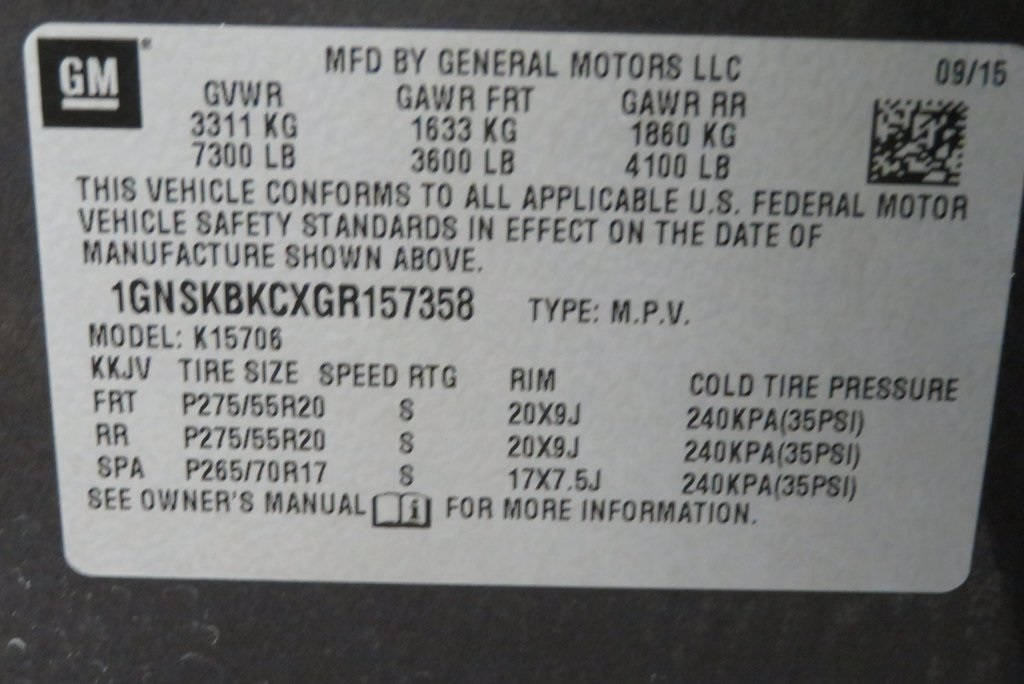 GM ®
MFD BY GENERAL MOTORS LLC 09/15
GVWR GAWR FRT GAWR RR
3311 KG 1633 KG 1860 KG
7300 LB 3600 LB 4100 LB
THIS VEHICLE CONFORMS TO ALL APPLICABLE U.S. FEDERAL MOTOR
VEHICLE SAFETY STANDARDS IN EFFECT ON THE DATE OF
MANUFACTURE SHOWN ABOVE.
1GNSKBKCXGR157358 TYPE: M.P.V.
MODEL: K15706
KKJV TIRE SIZE SPEED RTG RIM COLD TIRE PRESSURE
FRT P275/55R20 S 20X9J 240KPA(35PSI)
RR P275/55R20 S 20X9J 240KPA(35PSI)
SPA P265/70R17 S 17X7.5J 240KPA(35PSI)
SEE OWNER'S MANUAL i FOR MORE INFORMATION.